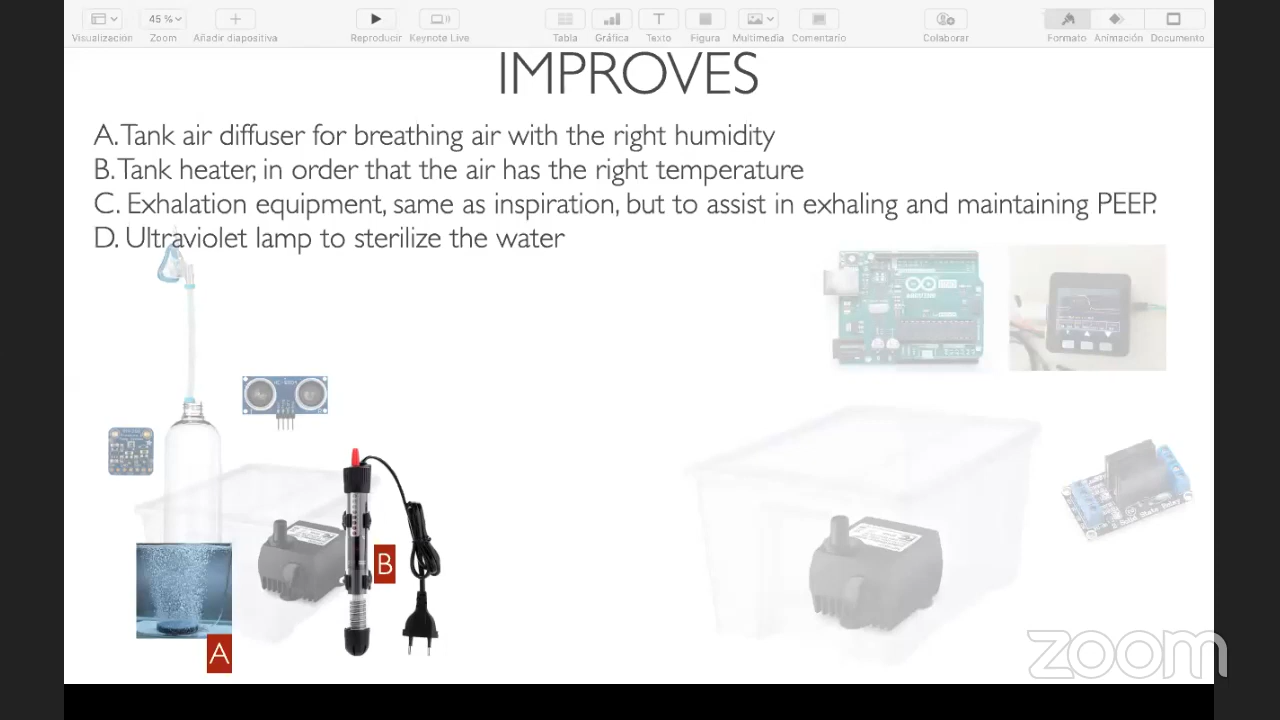 45 %
Visualización
Zoom
Añadir diapositiva
Reproducir
Keynote Live
Tabla
Gráfica
Texto
Figura
Multimedia
Comentario
Colaborar
Formato
Animación
Documento
IMPROVES
A. Tank air diffuser for breathing air with the right humidity
B. Tank heater, in order that the air has the right temperature
C. Exhalation equipment, same as inspiration, but to assist in exhaling and maintaining PEEP.
D. Ultraviolet lamp to sterilize the water
B
A
Solid State Relay
zoom